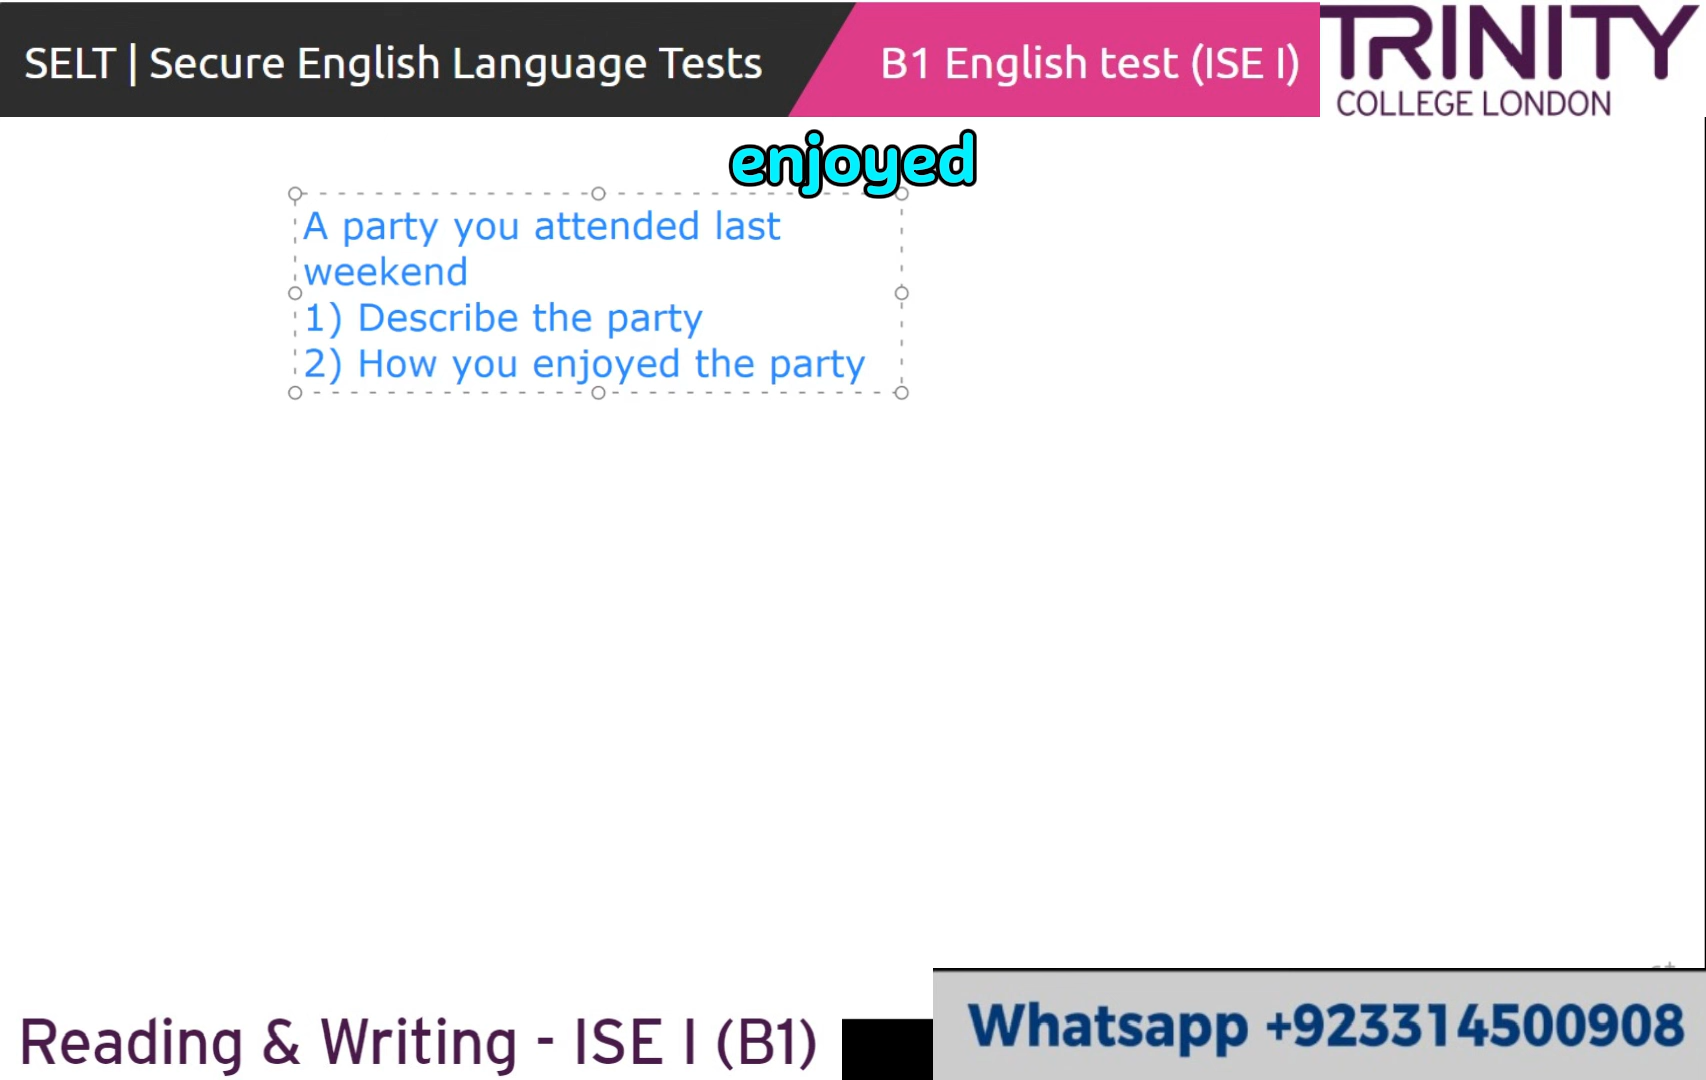 SELT | Secure English Language Tests
B1 English test (ISE I)
TRINITY
COLLEGE LONDON
enjoyed
A party you attended last
weekend
1) Describe the party
2) How you enjoyed the party
Reading & Writing - ISE I (B1)
Whatsapp +923314500908